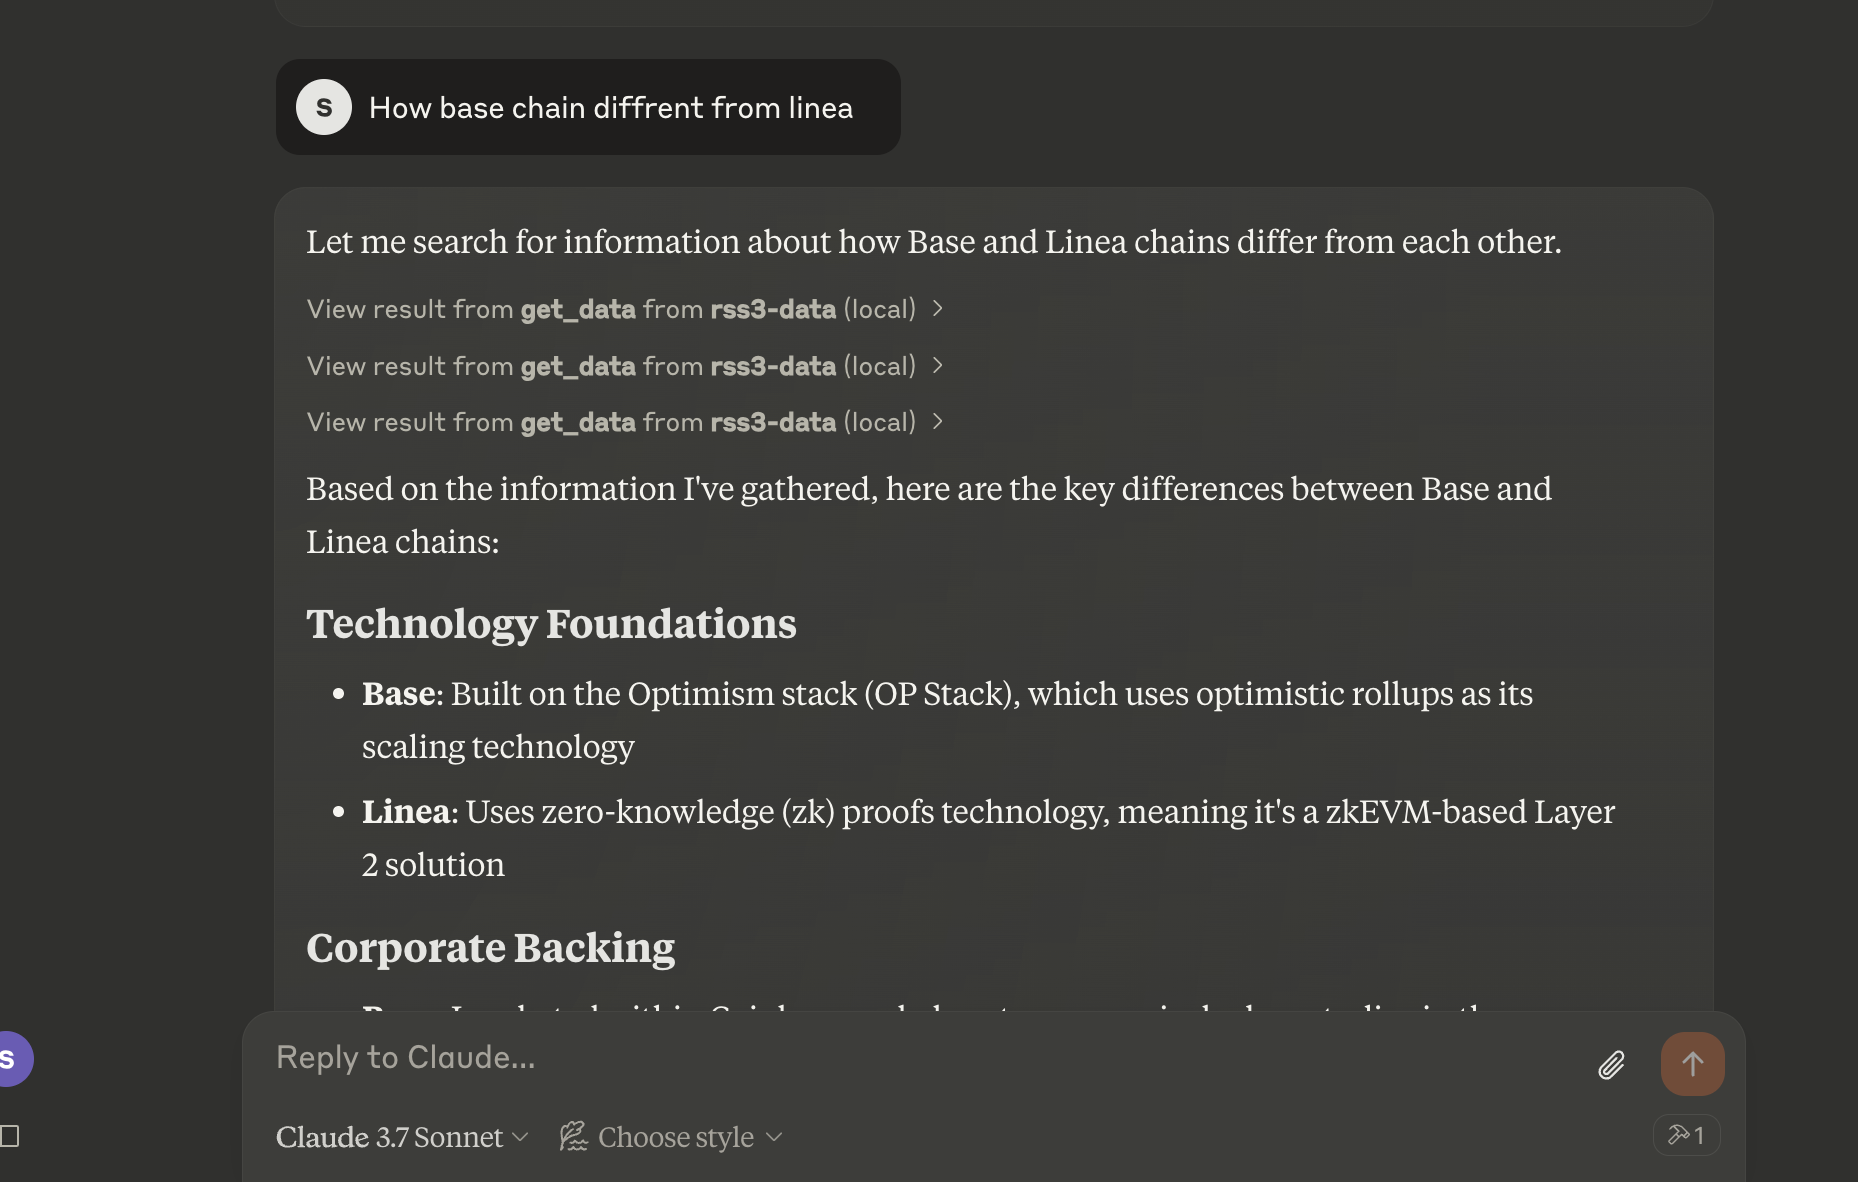 S
How base chain diffrent from linea
Let me search for information about how Base and Linea chains differ from each other.
View result from get_data from rss3-data (local)
View result from get_data from rss3-data (local)
View result from get_data from rss3-data (local)
Based on the information I've gathered, here are the key differences between Base and
Linea chains:
Technology Foundations
• Base: Built on the Optimism stack (OP Stack), which uses optimistic rollups as its
scaling technology
• Linea: Uses zero-knowledge (zk) proofs technology, meaning it's a zkEVM-based Layer
2 solution
Corporate Backing
S
Reply to Claude...
Claude 3.7 Sonnet
Choose style
1